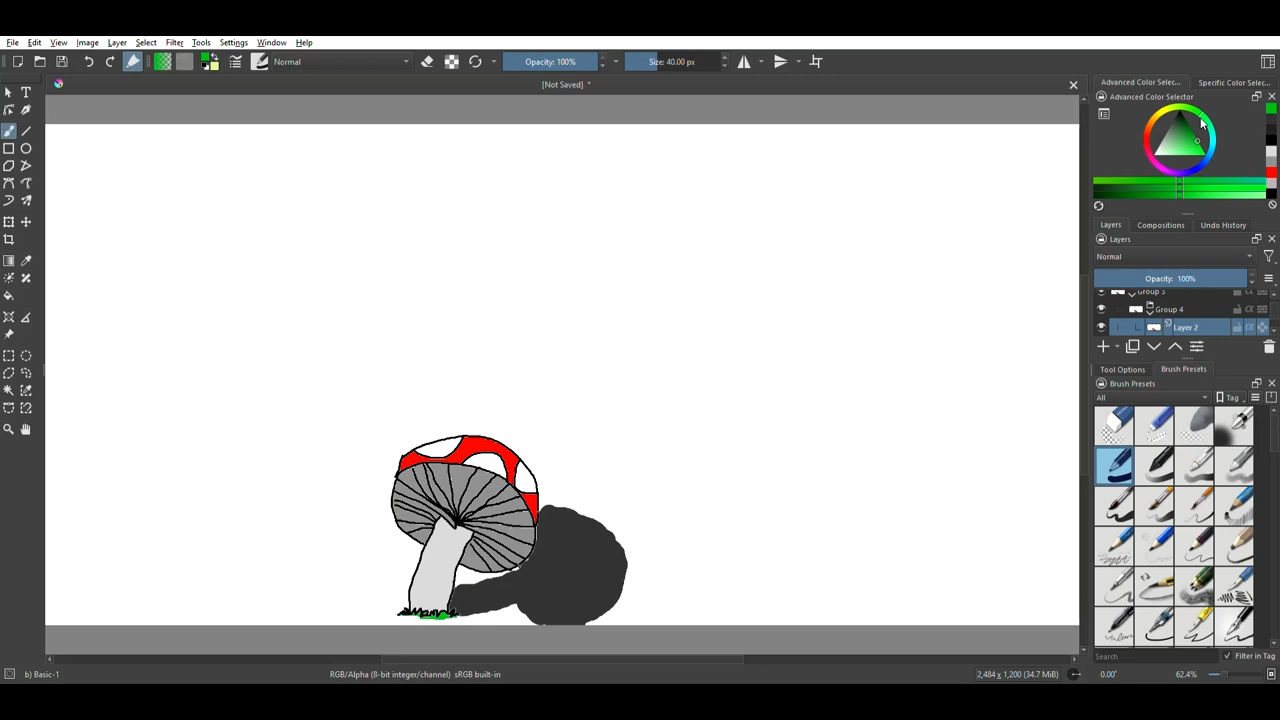 File Edit View Image Layer Select Filter Tools Settings Window Help
Normal Opacity: 100% Size: 40.00 px
[Not Saved] *
Advanced Color Selec... Specific Color Selec...
Advanced Color Selector
Layers Compositions Undo History
Layers
Normal
Opacity: 100%
Group 3
Group 4
Layer 2
Tool Options Brush Presets
Brush Presets
All Tag
Search Filter in Tag
b) Basic-1 RGB/Alpha (8-bit integer/channel) sRGB built-in 2,484 x 1,200 (34.7 MiB) 0.00° 62.4%